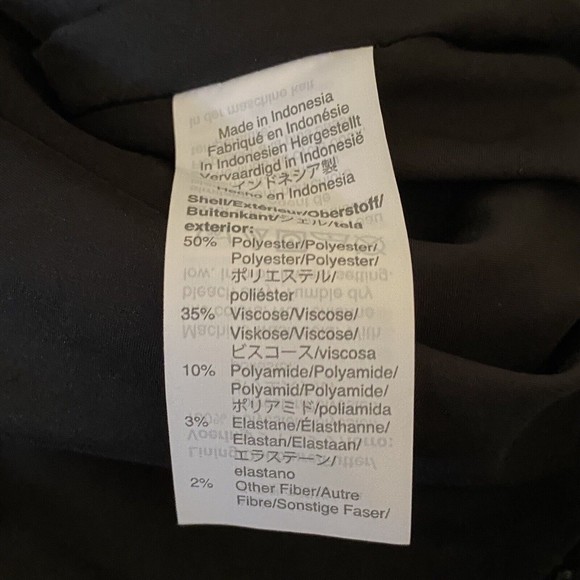 Made in Indonesia
Fabriqué en Indonésie
In Indonesien Hergestellt
Vervaardigd in Indonesië
インドネシア製
Hecho en Indonesia
Shell/Extérieur/Oberstoff/
Buitenkant/シェル/tela
exterior:
50% Polyester/Polyester/
Polyester/Polyester/
ポリエステル/
poliéster
35% Viscose/Viscose/
Viskose/Viscose/
ビスコース/viscosa
10% Polyamide/Polyamide/
Polyamid/Polyamide/
ポリアミド/poliamida
3% Elastane/Élasthanne/
Elastan/Elastaan/
エラステーン/
elastano
2% Other Fiber/Autre
Fibre/Sonstige Faser/